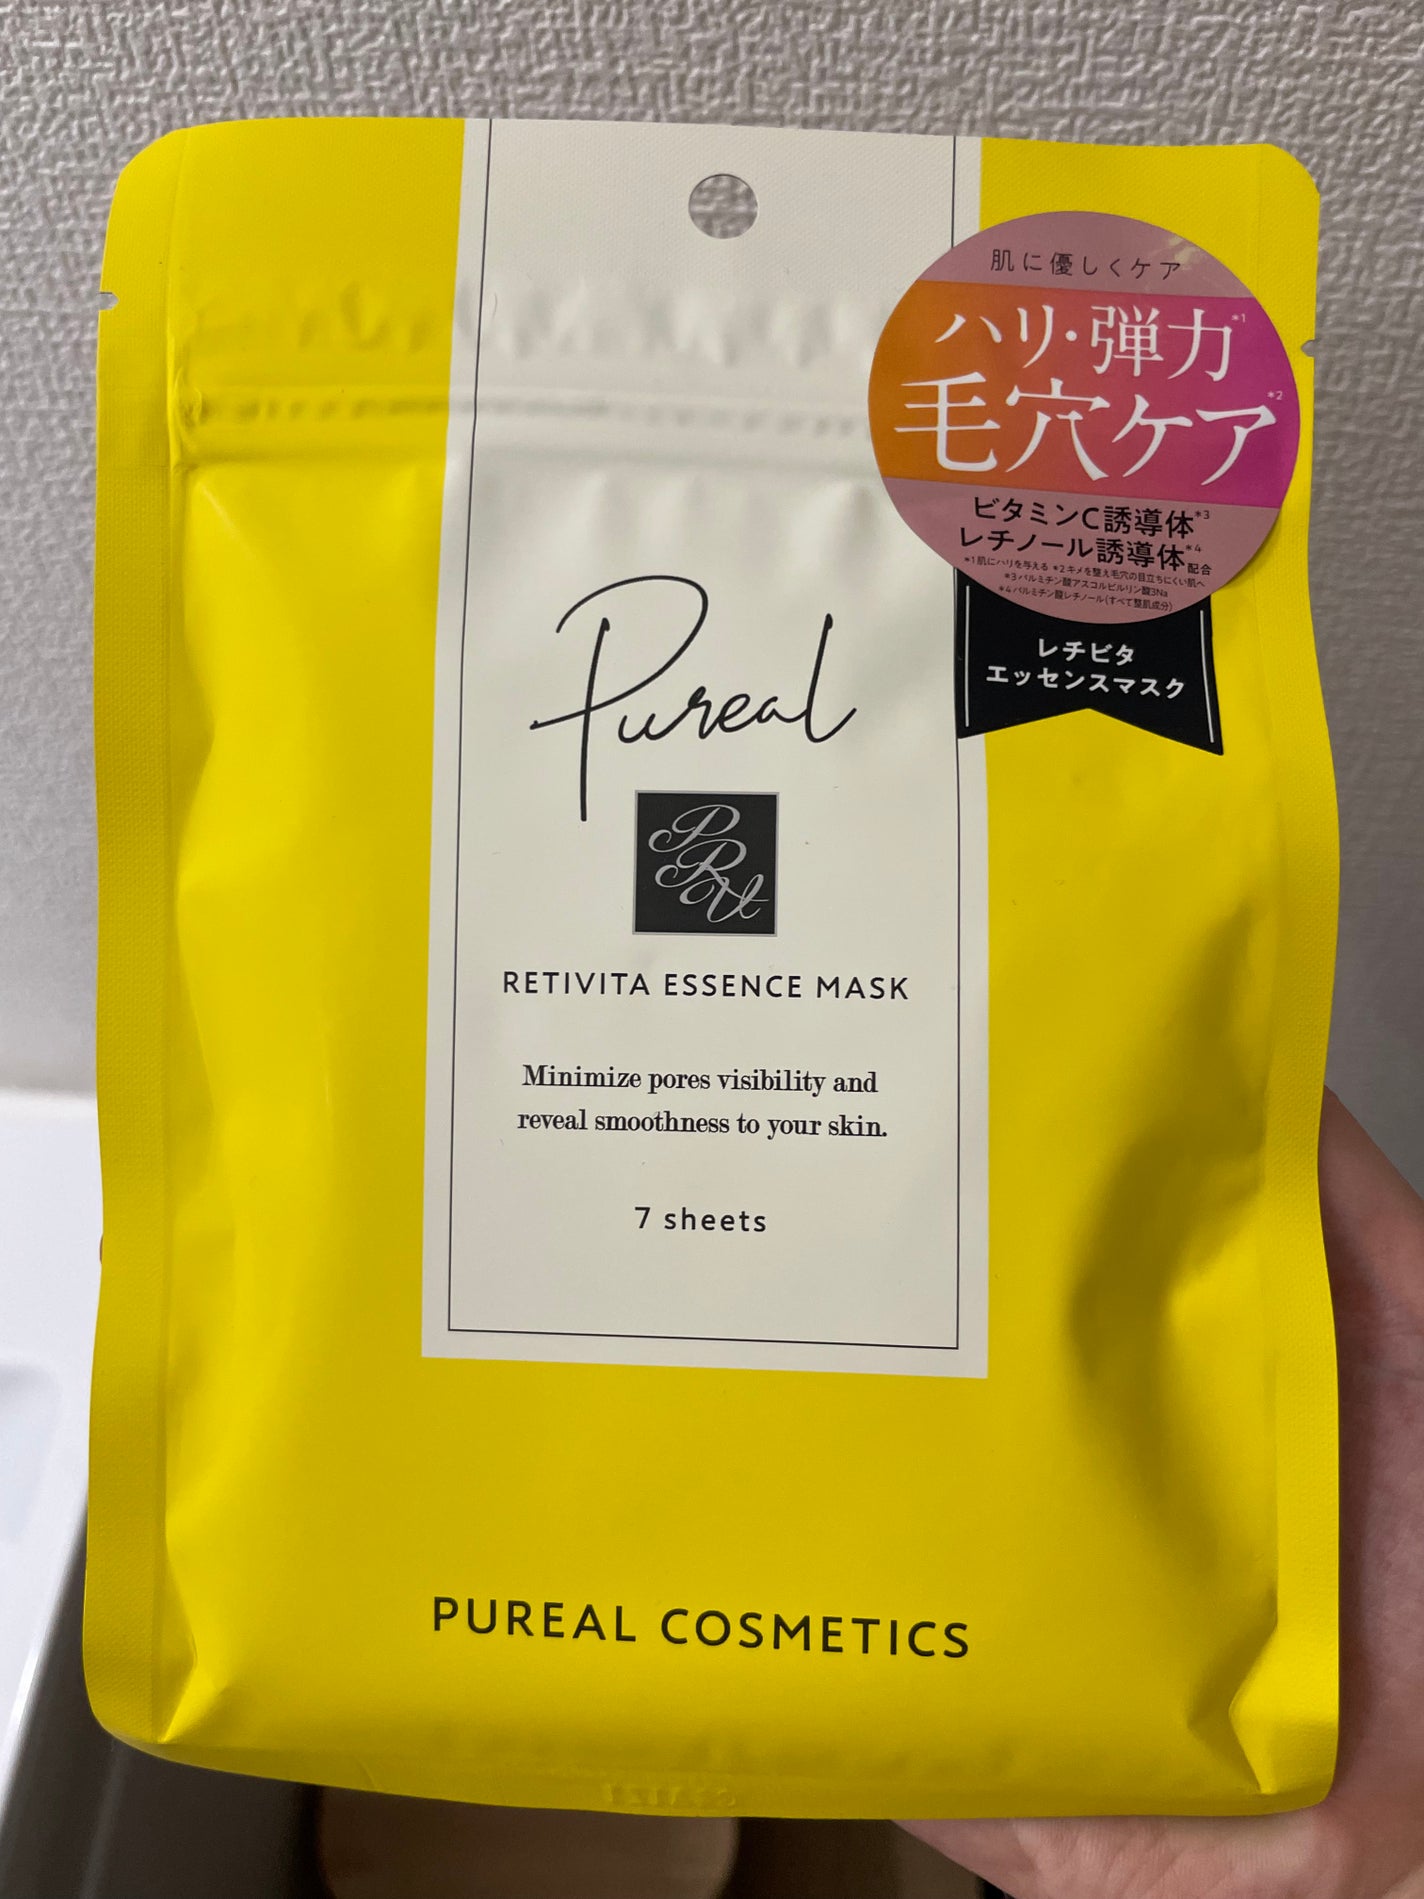 肌に優しくケア
ハリ・弾力*1
毛穴ケア*2
ビタミンC誘導体*3
レチノール誘導体*4配合
*1 肌にハリを与える *2 キメを整え毛穴の目立ちにくい肌へ
*3 パルミチン酸アスコルビルリン酸3Na
*4 パルミチン酸レチノール(すべて整肌成分)
レチビタ
エッセンスマスク
Pureal
PRV
RETIVITA ESSENCE MASK
Minimize pores visibility and
reveal smoothness to your skin.
7 sheets
PUREAL COSMETICS